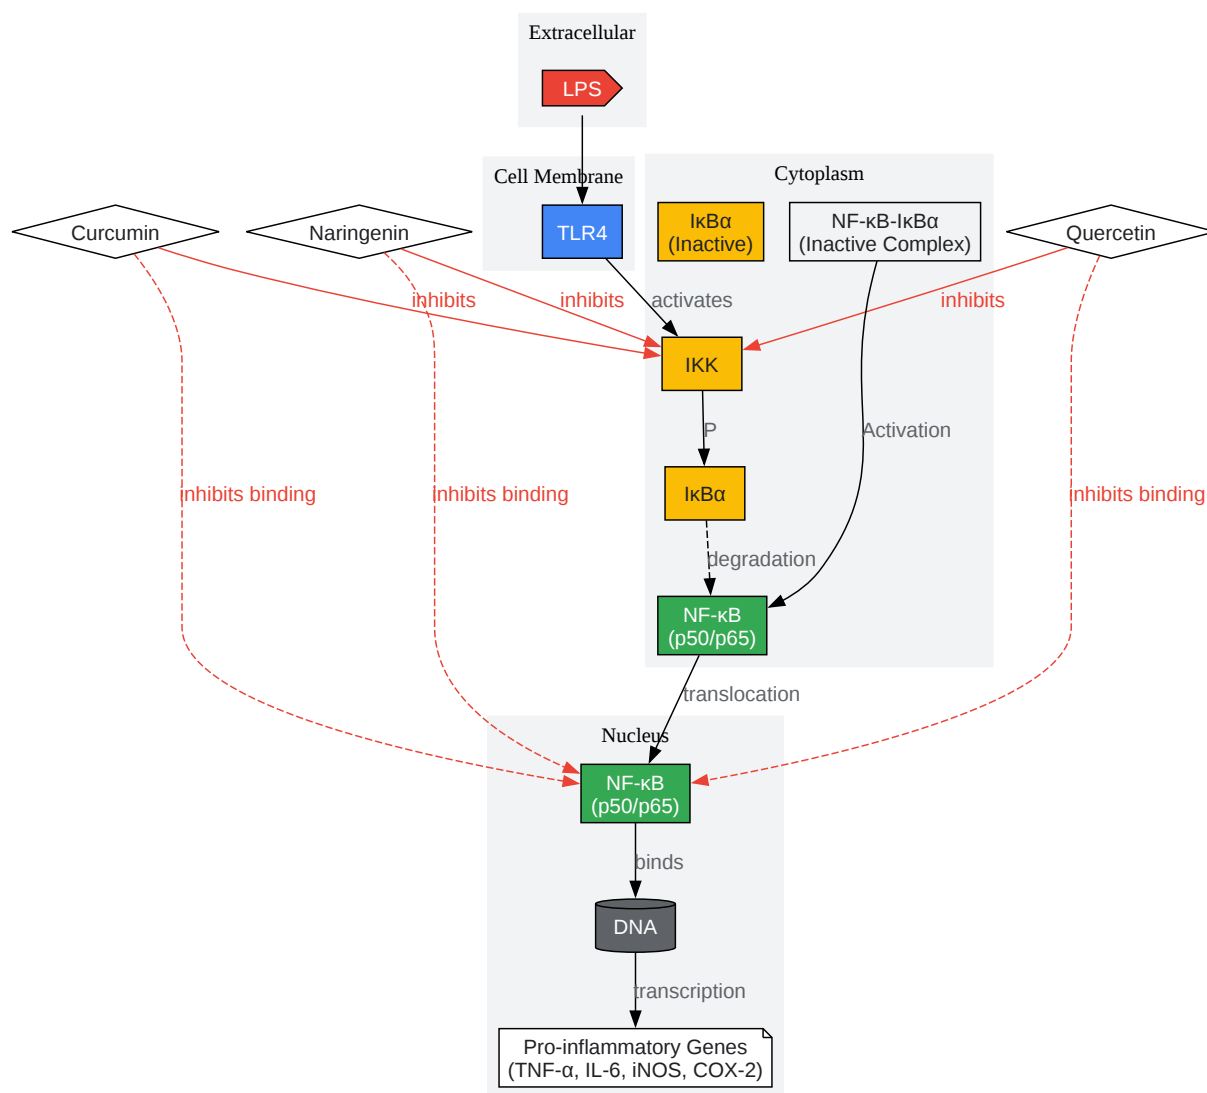 Extracellular
LPS
Cell Membrane
Cytoplasm
Curcumin
Naringenin
TLR4
IκBα
(Inactive)
NF-κB-IκBα
(Inactive Complex)
Quercetin
inhibits
inhibits
activates
inhibits
IKK
P
Activation
inhibits binding
inhibits binding
IκBα
inhibits binding
degradation
NF-κB
(p50/p65)
translocation
Nucleus
NF-κB
(p50/p65)
binds
DNA
transcription
Pro-inflammatory Genes
(TNF-α, IL-6, iNOS, COX-2)